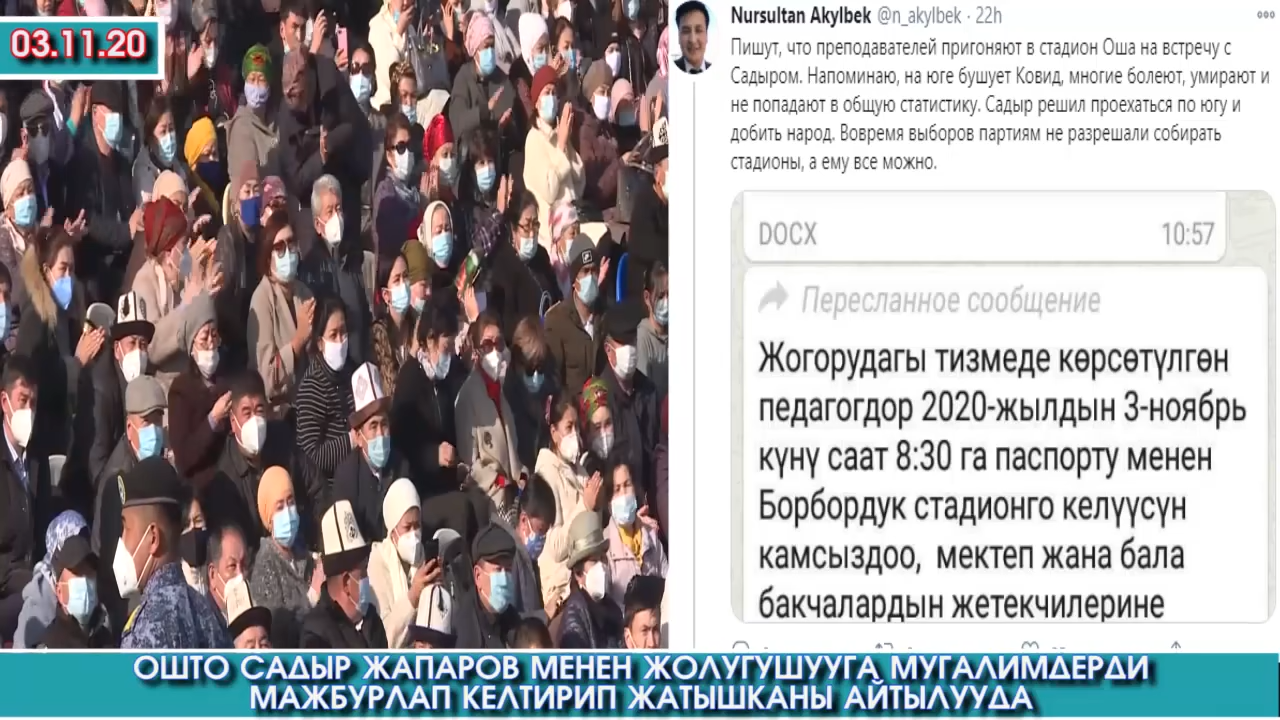 03.11.20
Nursultan Akylbek @n_akylbek · 22h
Пишут, что преподавателей пригоняют в стадион Оша на встречу с
Садыром. Напоминаю, на юге бушует Ковид, многие болеют, умирают и
не попадают в общую статистику. Садыр решил проехаться по югу и
добить народ. Вовремя выборов партиям не разрешали собирать
стадионы, а ему все можно.
DOCX 10:57
Пересланное сообщение
Жогорудагы тизмеде көрсөтүлгөн
педагогдор 2020-жылдын 3-ноябрь
күнү саат 8:30 га паспорту менен
Борбордук стадионго келүүсүн
камсыздоо, мектеп жана бала
бакчалардын жетекчилерине
ОШТО САДЫР ЖАПАРОВ МЕНЕН ЖОЛУГУШУУГА МУГАЛИМДЕРДИ
МАЖБУРЛАП КЕЛТИРИП ЖАТЫШКАНЫ АЙТЫЛУУДА